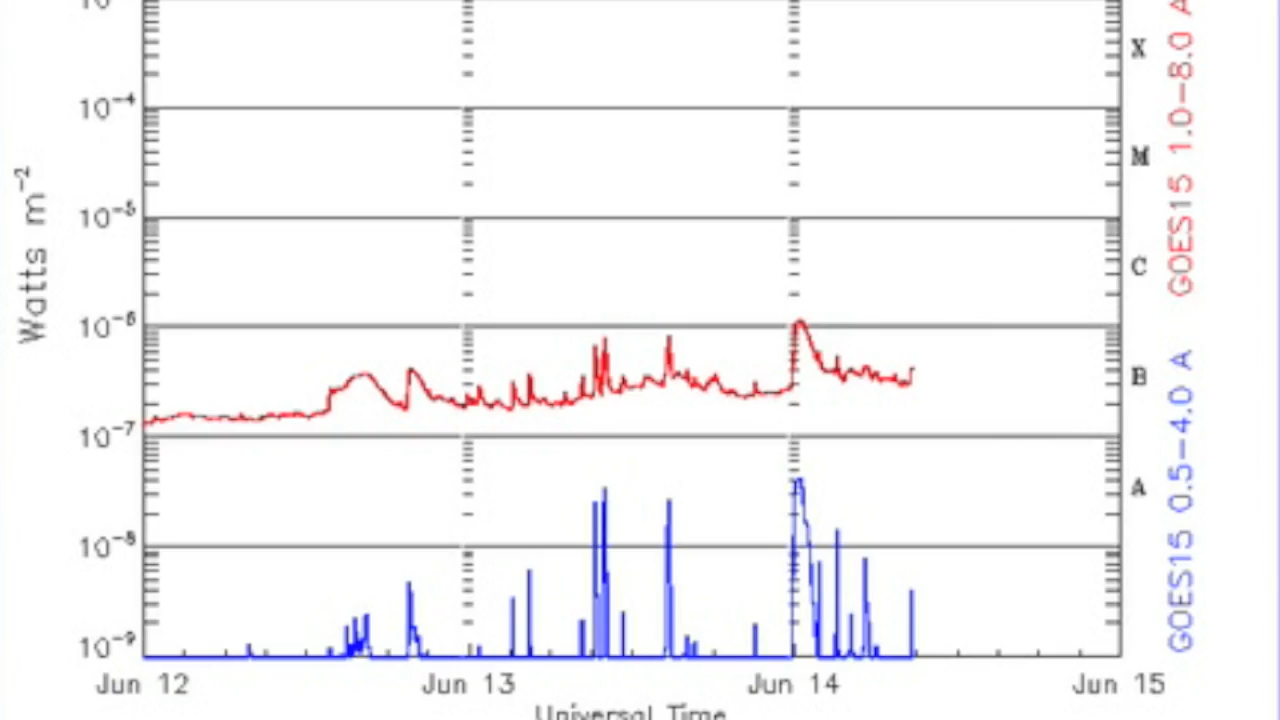 10⁻⁴
10⁻⁵
10⁻⁶
10⁻⁷
10⁻⁸
10⁻⁹
Watts m⁻²
X
M
C
B
A
GOES15 1.0-8.0 A
GOES15 0.5-4.0 A
Jun 12 Jun 13 Jun 14 Jun 15
Universal Time